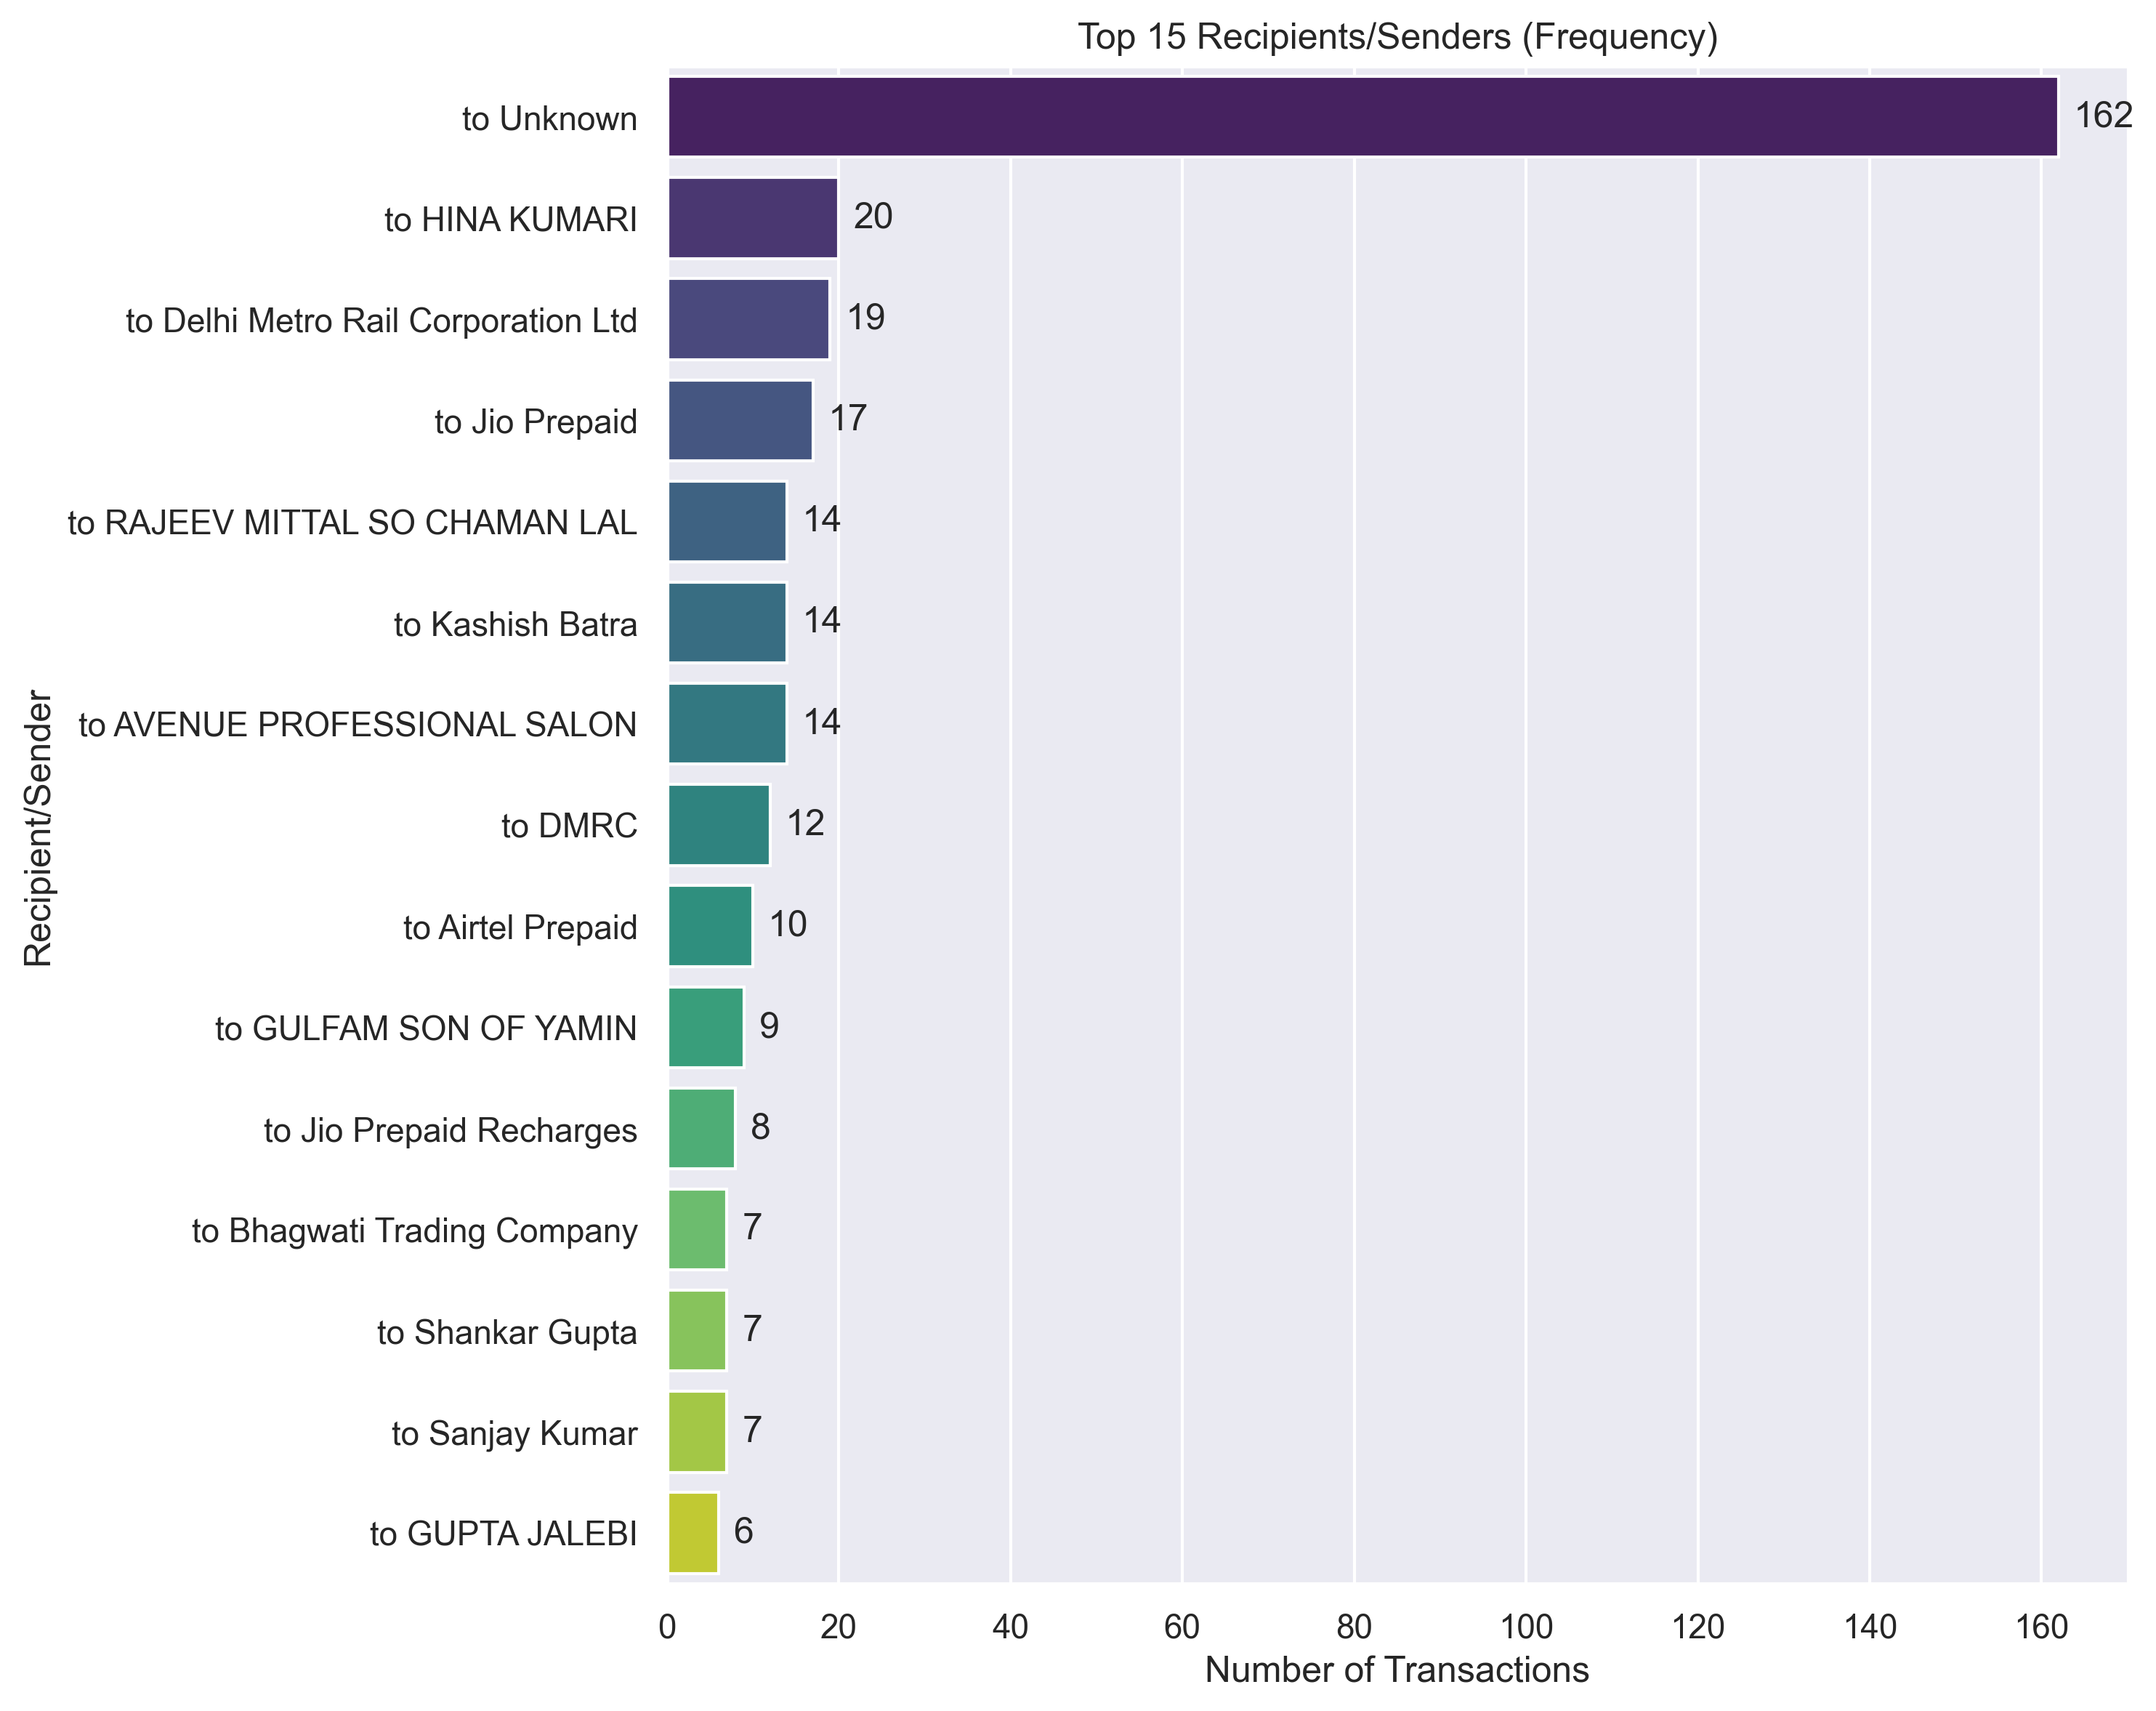 Top 15 Recipients/Senders (Frequency)
to Unknown 162
to HINA KUMARI 20
to Delhi Metro Rail Corporation Ltd 19
to Jio Prepaid 17
to RAJEEV MITTAL SO CHAMAN LAL 14
to Kashish Batra 14
to AVENUE PROFESSIONAL SALON 14
to DMRC 12
to Airtel Prepaid 10
to GULFAM SON OF YAMIN 9
to Jio Prepaid Recharges 8
to Bhagwati Trading Company 7
to Shankar Gupta 7
to Sanjay Kumar 7
to GUPTA JALEBI 6
Recipient/Sender
0 20 40 60 80 100 120 140 160
Number of Transactions